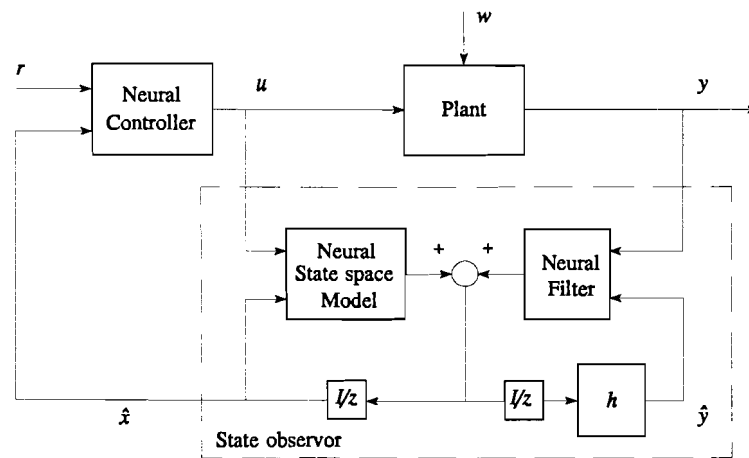 w
r
u
y
Neural
Controller
Plant
Neural
State space
Model
+
+
Neural
Filter
I/z
I/z
h
x̂
ŷ
State observor